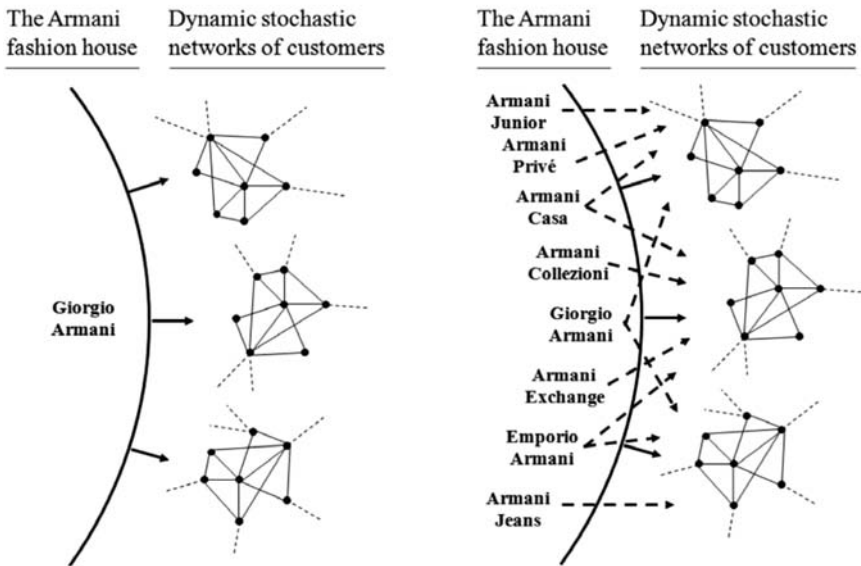 The Armani
fashion house
Dynamic stochastic
networks of customers
Giorgio
Armani
The Armani
fashion house
Dynamic stochastic
networks of customers
Armani
Junior
Armani
Privé
Armani
Casa
Armani
Collezioni
Giorgio
Armani
Armani
Exchange
Emporio
Armani
Armani
Jeans